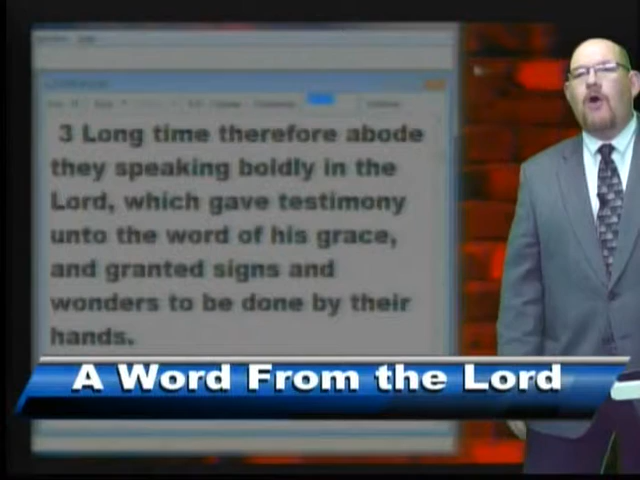 3 Long time therefore abode
they speaking boldly in the
Lord, which gave testimony
unto the word of his grace,
and granted signs and
wonders to be done by their
hands.
A Word From the Lord